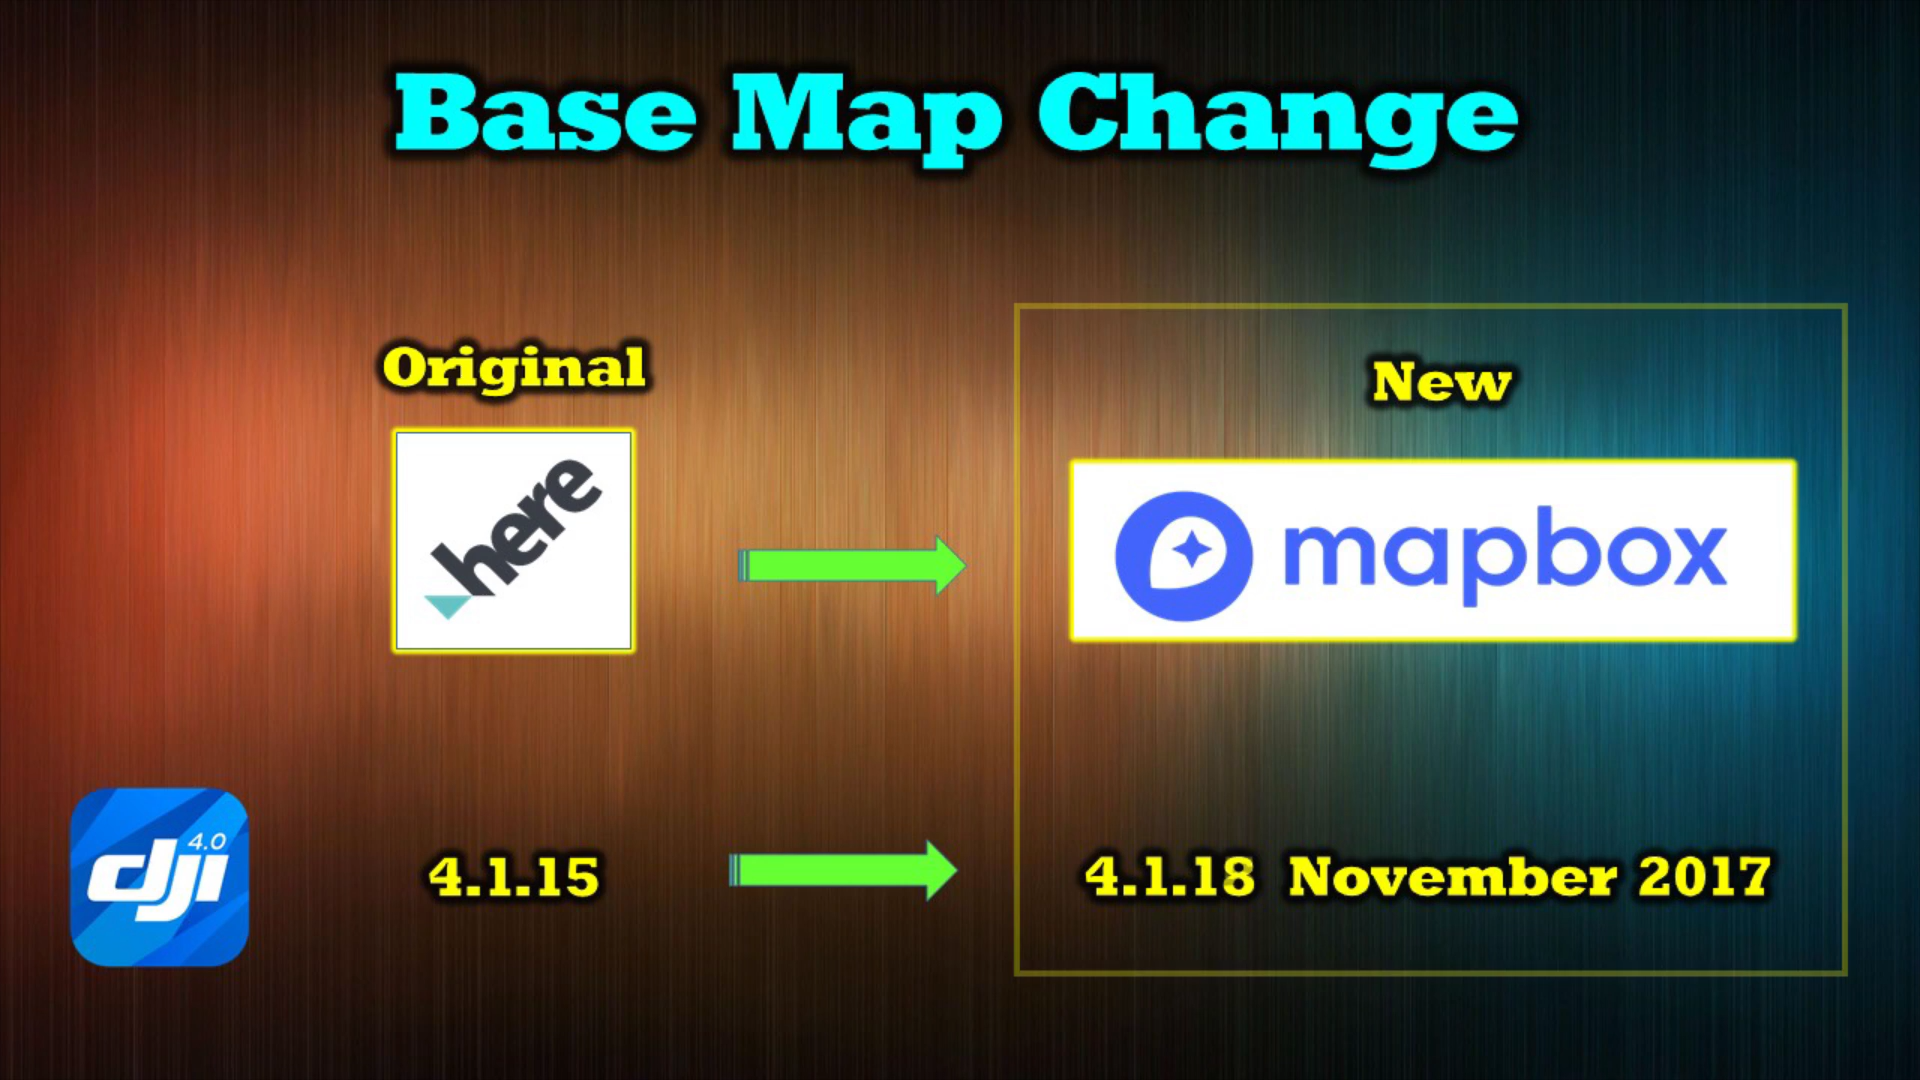 Base Map Change
Original
New
here
mapbox
4.0
dji
4.1.15
4.1.18 November 2017